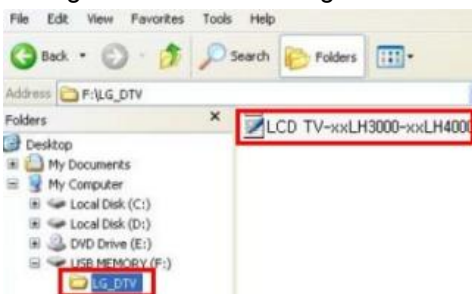 File Edit View Favorites Tools Help
Back Search Folders
Address F:\LG_DTV
Folders × LCD TV-xxLH3000-xxLH4000
Desktop
My Documents
My Computer
Local Disk (C:)
Local Disk (D:)
DVD Drive (E:)
USB MEMORY (F:)
LG_DTV